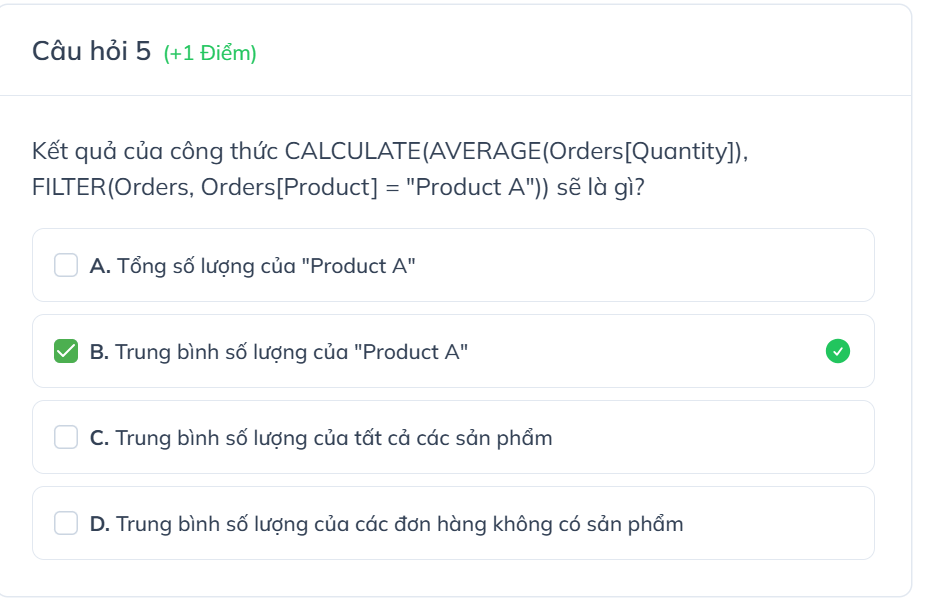 Câu hỏi 5 (+1 Điểm)
Kết quả của công thức CALCULATE(AVERAGE(Orders[Quantity]),
FILTER(Orders, Orders[Product] = "Product A")) sẽ là gì?
A. Tổng số lượng của "Product A"
B. Trung bình số lượng của "Product A"
C. Trung bình số lượng của tất cả các sản phẩm
D. Trung bình số lượng của các đơn hàng không có sản phẩm